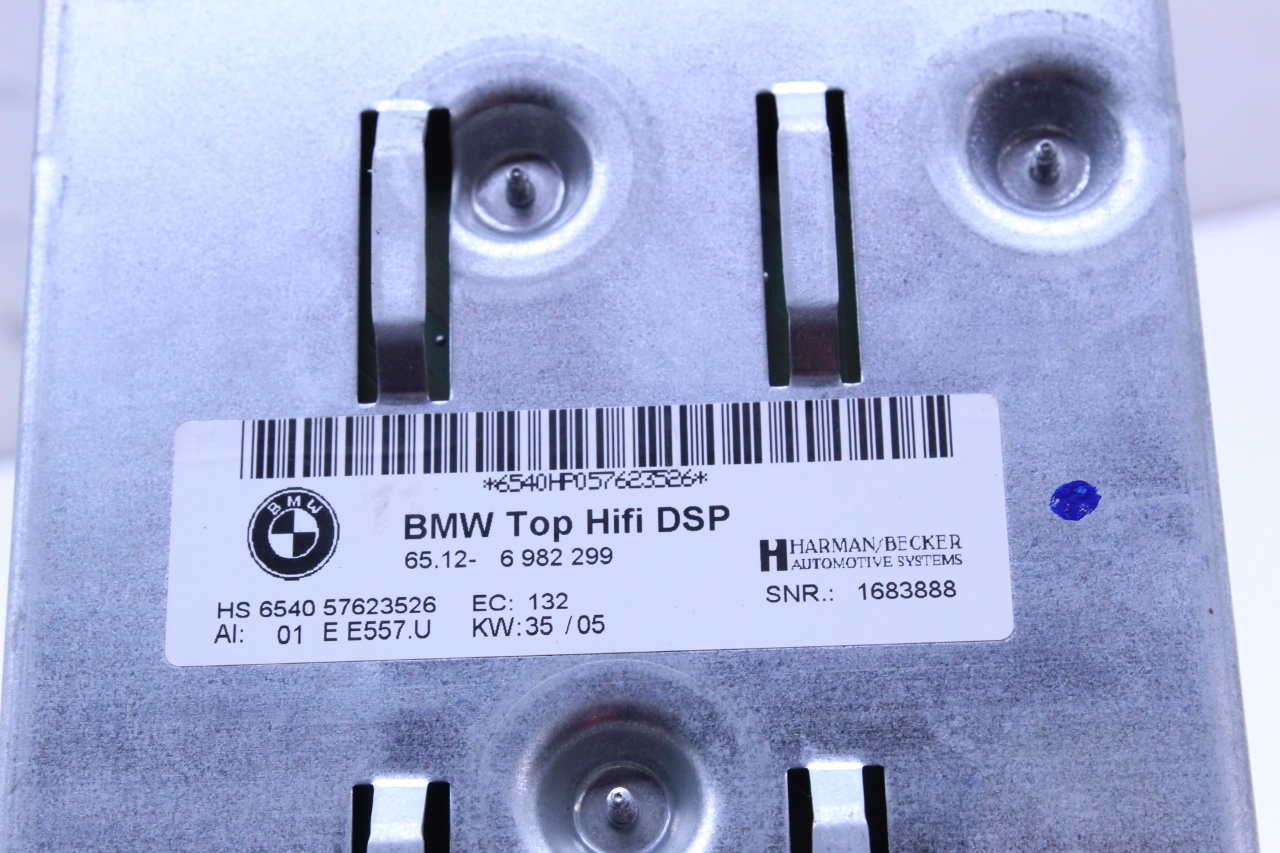 *6540HP057623526*
BMW
BMW Top Hifi DSP
65.12- 6 982 299
HARMAN/BECKER
AUTOMOTIVE SYSTEMS
HS 6540 57623526 EC: 132 SNR.: 1683888
AI: 01 E E557.U KW:35 /05